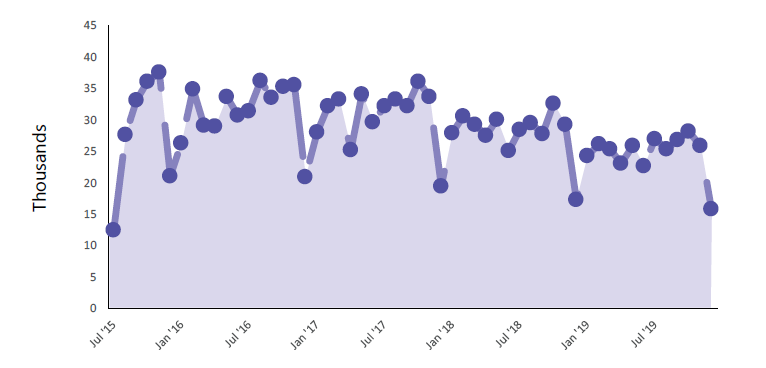 45
40
35
30
25
20
15
10
5
0
Thousands
Jul '15
Jan '16
Jul '16
Jan '17
Jul '17
Jan '18
Jul '18
Jan '19
Jul '19